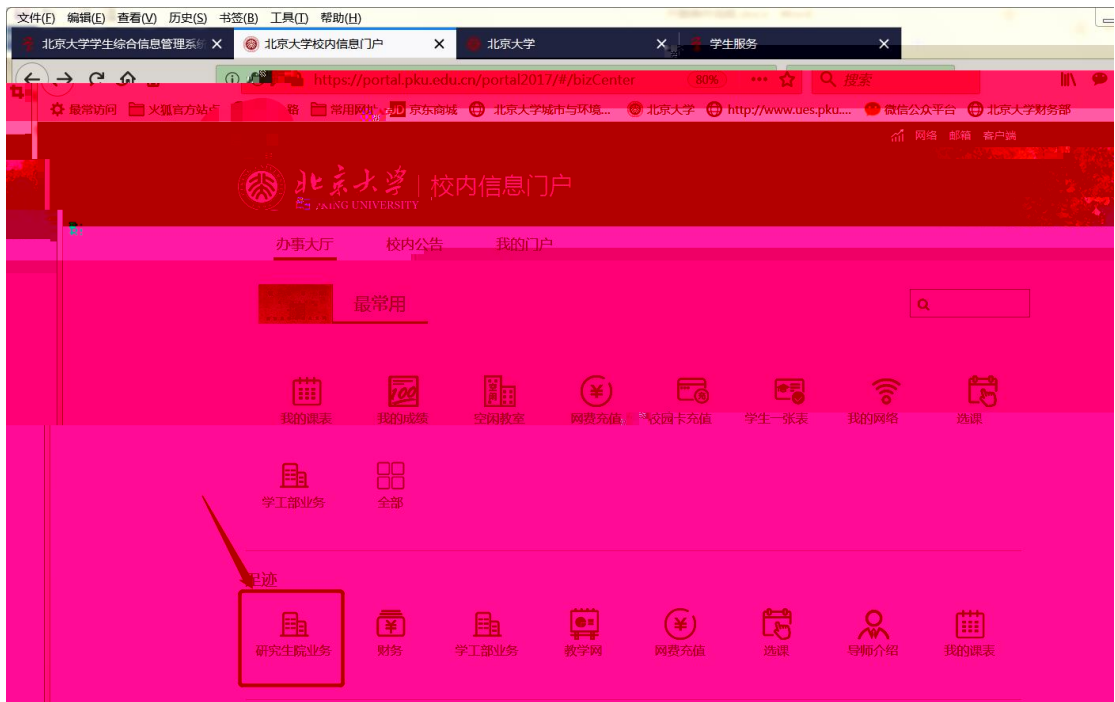 文件(F) 编辑(E) 查看(V) 历史(S) 书签(B) 工具(T) 帮助(H)
北京大学学生综合信息管理系统 北京大学校内信息门户 北京大学 学生服务
https://portal.pku.edu.cn/portal2017/#/bizCenter 80% 搜索
最常访问 火狐官方站点 常用网址 JD 京东商城 北京大学城市与环境... 北京大学 http://www.ues.pku.... 微信公众平台 北京大学财务部
网络 邮箱 客户端
北京大学 校内信息门户
UNIVERSITY
办事大厅 校内公告 我的门户
最常用
我的课表 我的成绩 空闲教室 网费充值 校园卡充值 学生一张表 我的网络 选课
学工部业务 全部
足迹
研究生院业务 财务 学工部业务 教学网 网费充值 选课 导师介绍 我的课表